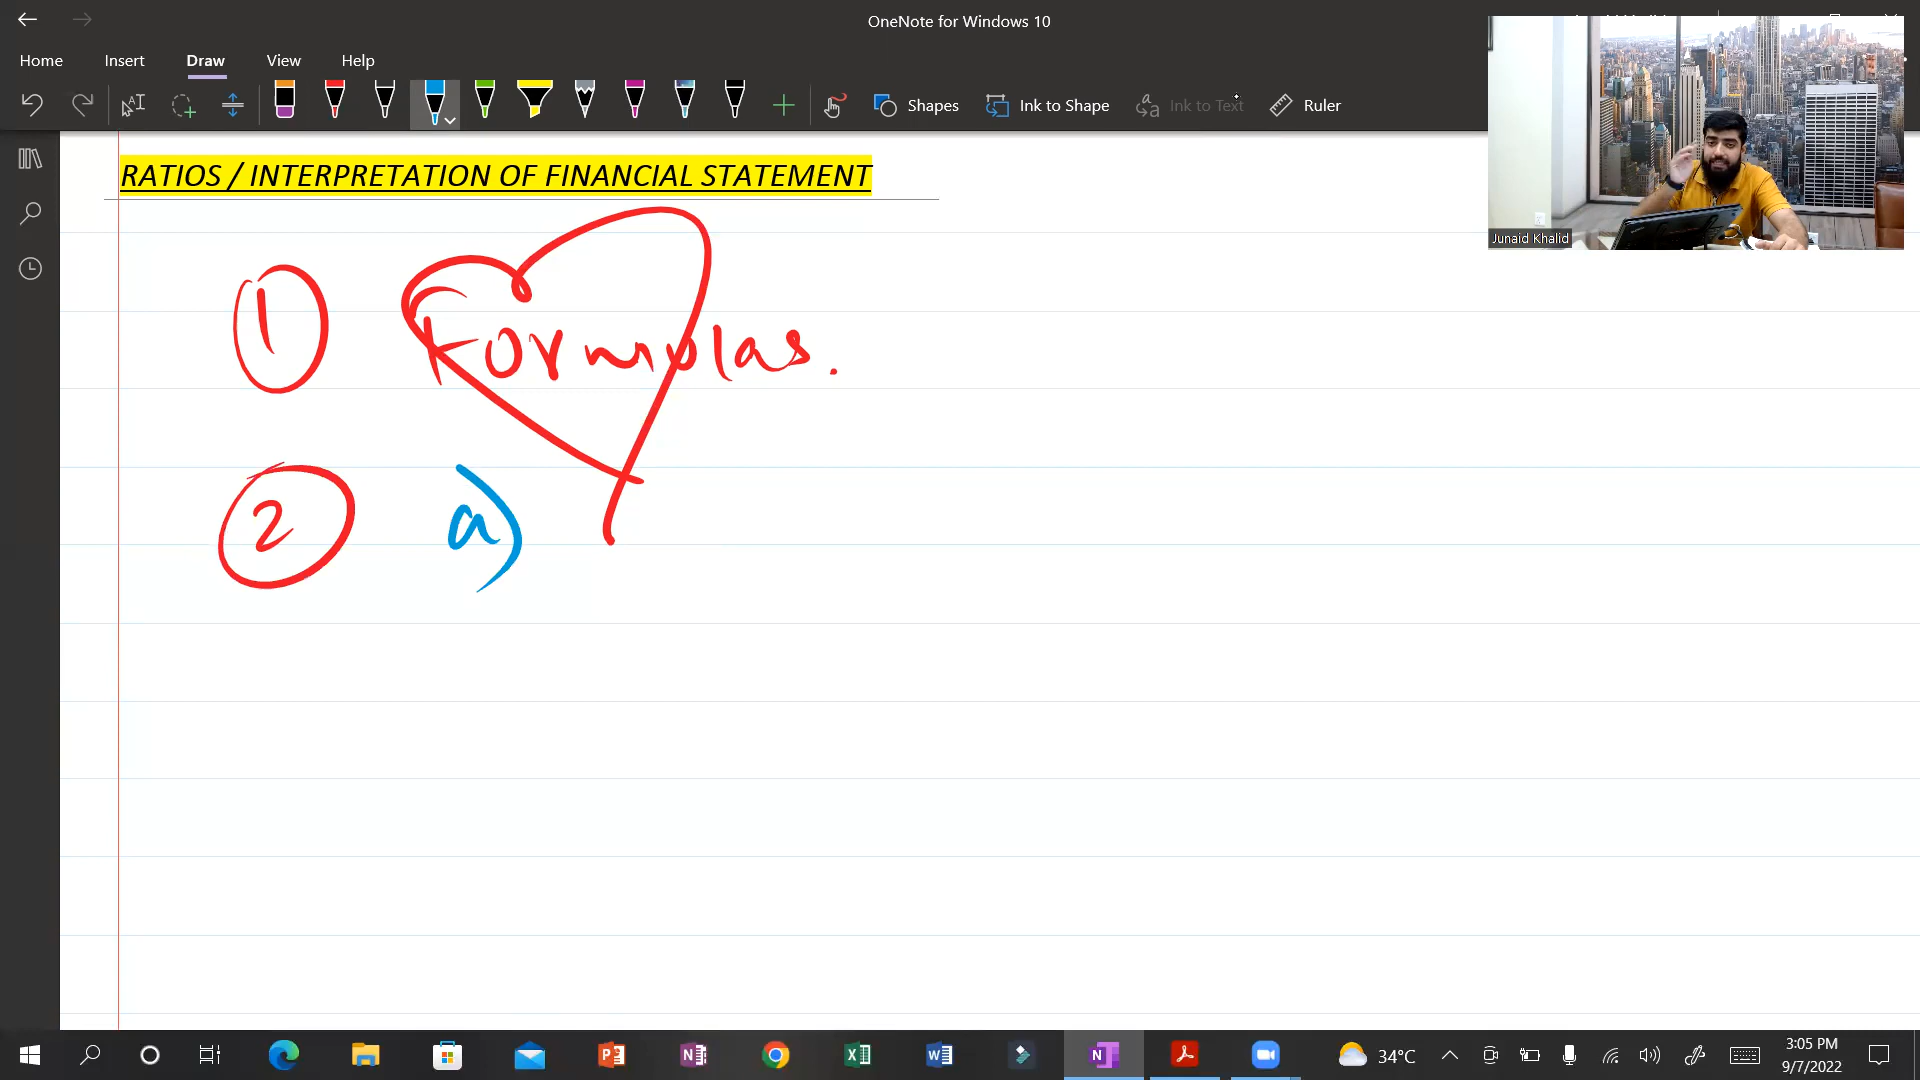 OneNote for Windows 10
Home Insert Draw View Help
Shapes Ink to Shape Ink to Text Ruler
RATIOS / INTERPRETATION OF FINANCIAL STATEMENT
Junaid Khalid
1 Formulas.
2 a)
34°C
3:05 PM
9/7/2022